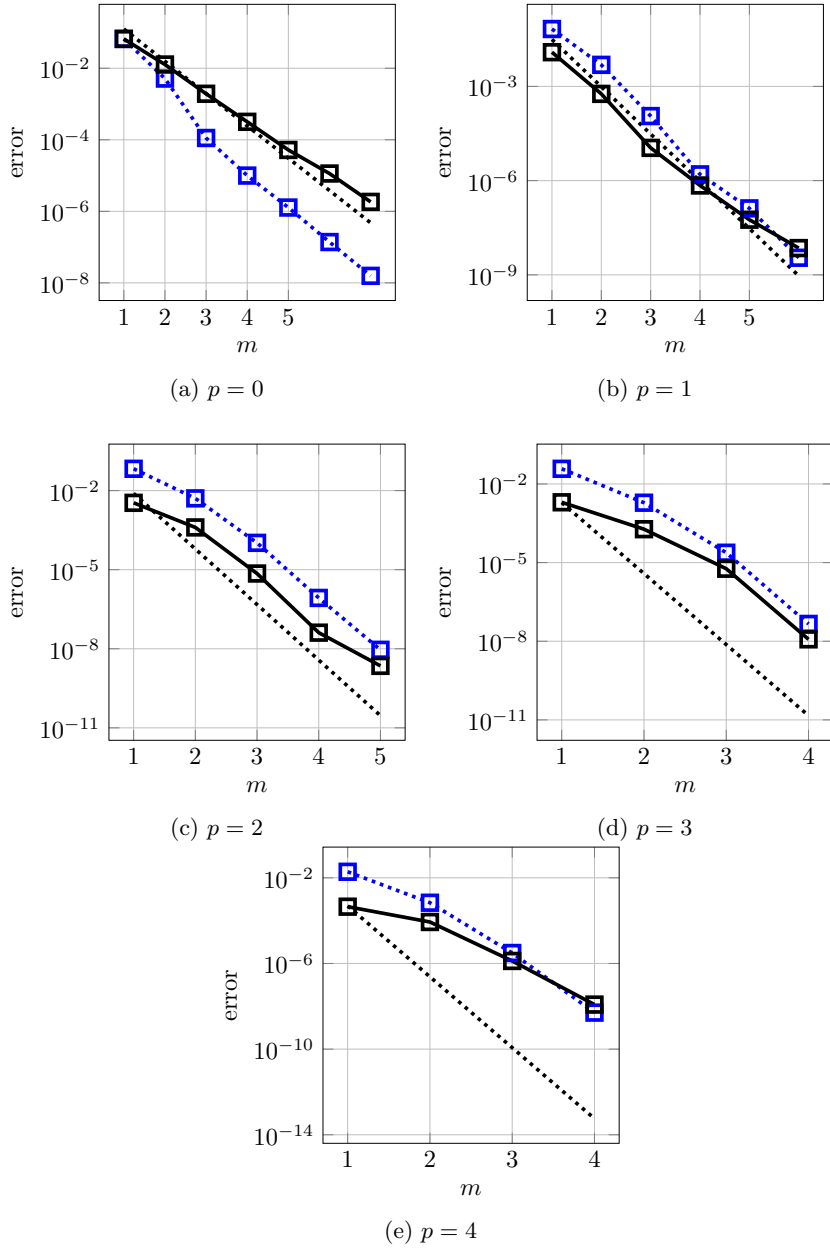 10^{-2}
10^{-4}
10^{-6}
10^{-8}
error
1 2 3 4 5
m
(a) p = 0
10^{-3}
10^{-6}
10^{-9}
error
1 2 3 4 5
m
(b) p = 1
10^{-2}
10^{-5}
10^{-8}
10^{-11}
error
1 2 3 4 5
m
(c) p = 2
10^{-2}
10^{-5}
10^{-8}
10^{-11}
error
1 2 3 4
m
(d) p = 3
10^{-2}
10^{-6}
10^{-10}
10^{-14}
error
1 2 3 4
m
(e) p = 4